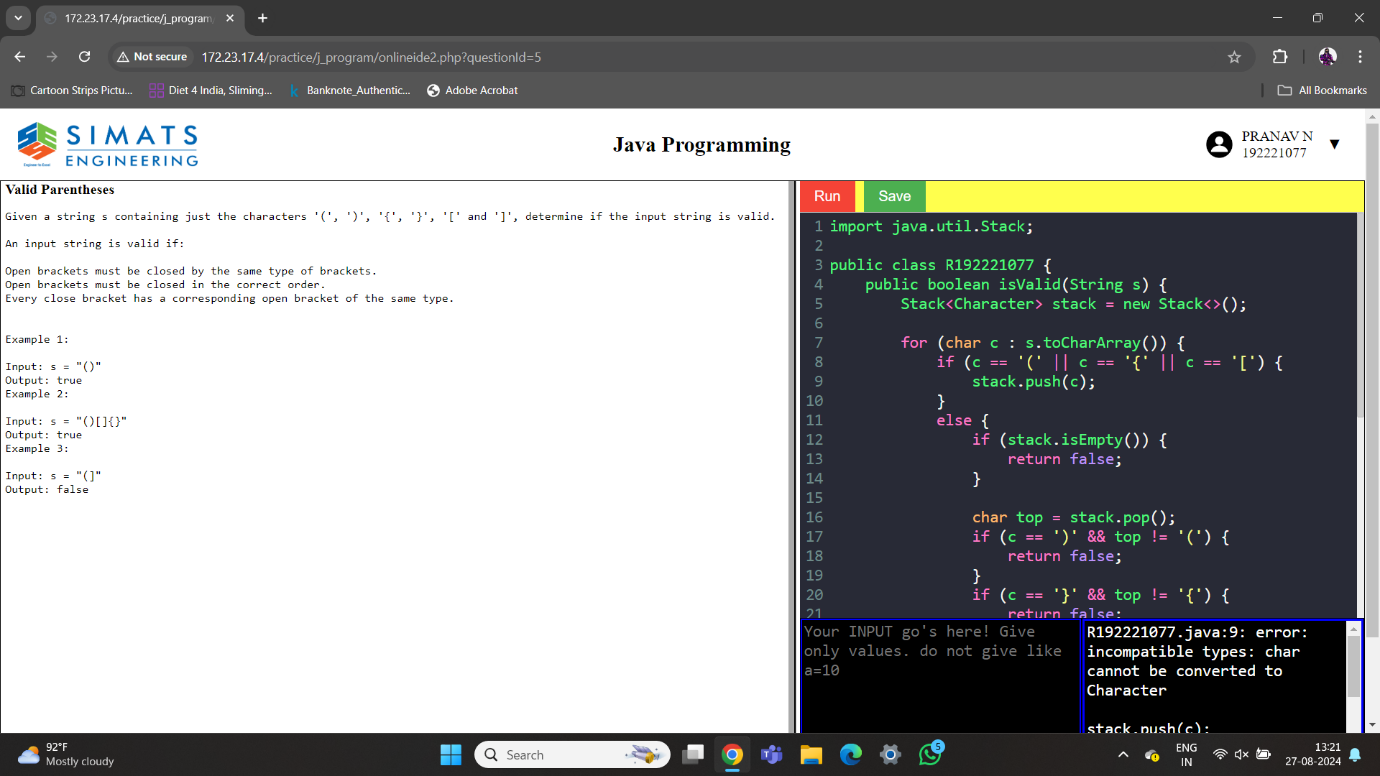 172.23.17.4/practice/j_program,
Not secure
172.23.17.4/practice/j_program/onlineide2.php?questionId=5
Cartoon Strips Pictu...
Diet 4 India, Sliming...
Banknote_Authentic...
Adobe Acrobat
All Bookmarks
SIMATS
ENGINEERING
Engineer to Excel
Java Programming
PRANAV N
192221077
Valid Parentheses
Given a string s containing just the characters '(', ')', '{', '}', '[' and ']', determine if the input string is valid.
An input string is valid if:
Open brackets must be closed by the same type of brackets.
Open brackets must be closed in the correct order.
Every close bracket has a corresponding open bracket of the same type.
Example 1:
Input: s = "()"
Output: true
Example 2:
Input: s = "()[]{}"
Output: true
Example 3:
Input: s = "(]"
Output: false
Run
Save
1 import java.util.Stack;
2
3 public class R192221077 {
4 public boolean isValid(String s) {
5 Stack<Character> stack = new Stack<>();
6
7 for (char c : s.toCharArray()) {
8 if (c == '(' || c == '{' || c == '[') {
9 stack.push(c);
10 }
11 else {
12 if (stack.isEmpty()) {
13 return false;
14 }
15
16 char top = stack.pop();
17 if (c == ')' && top != '(') {
18 return false;
19 }
20 if (c == '}' && top != '{') {
21 return false;
Your INPUT go's here! Give
only values. do not give like
a=10
R192221077.java:9: error:
incompatible types: char
cannot be converted to
Character
stack.push(c);
92°F
Mostly cloudy
Search
5
ENG
IN
13:21
27-08-2024